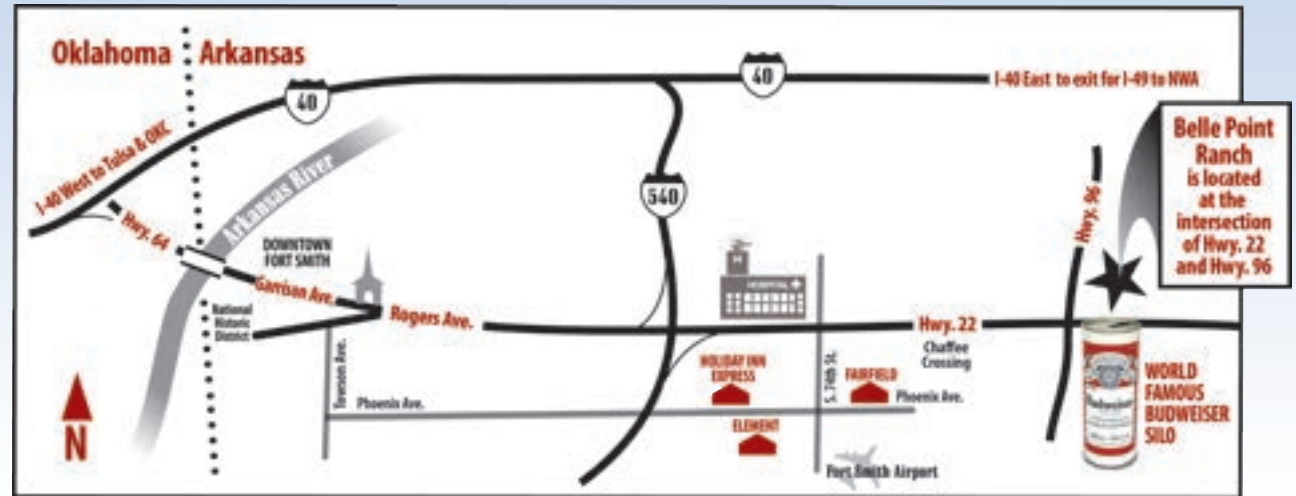 Oklahoma
Arkansas
40
40
I-40 East to exit for I-49 to NWA
I-40 West to Tulsa & OKC
Hwy. 64
Arkansas River
DOWNTOWN
FORT SMITH
Garrison Ave.
National
Historic
District
Rogers Ave.
540
HOSPITAL
H
Hwy. 22
Chaffee
Crossing
Hwy. 96
Belle Point
Ranch
is located
at the
intersection
of Hwy. 22
and Hwy. 96
Towson Ave.
Phoenix Ave.
HOLIDAY INN
EXPRESS
S. 74th St.
FAIRFIELD
Phoenix Ave.
ELEMENT
Fort Smith Airport
Budweiser
WORLD
FAMOUS
BUDWEISER
SILO
N